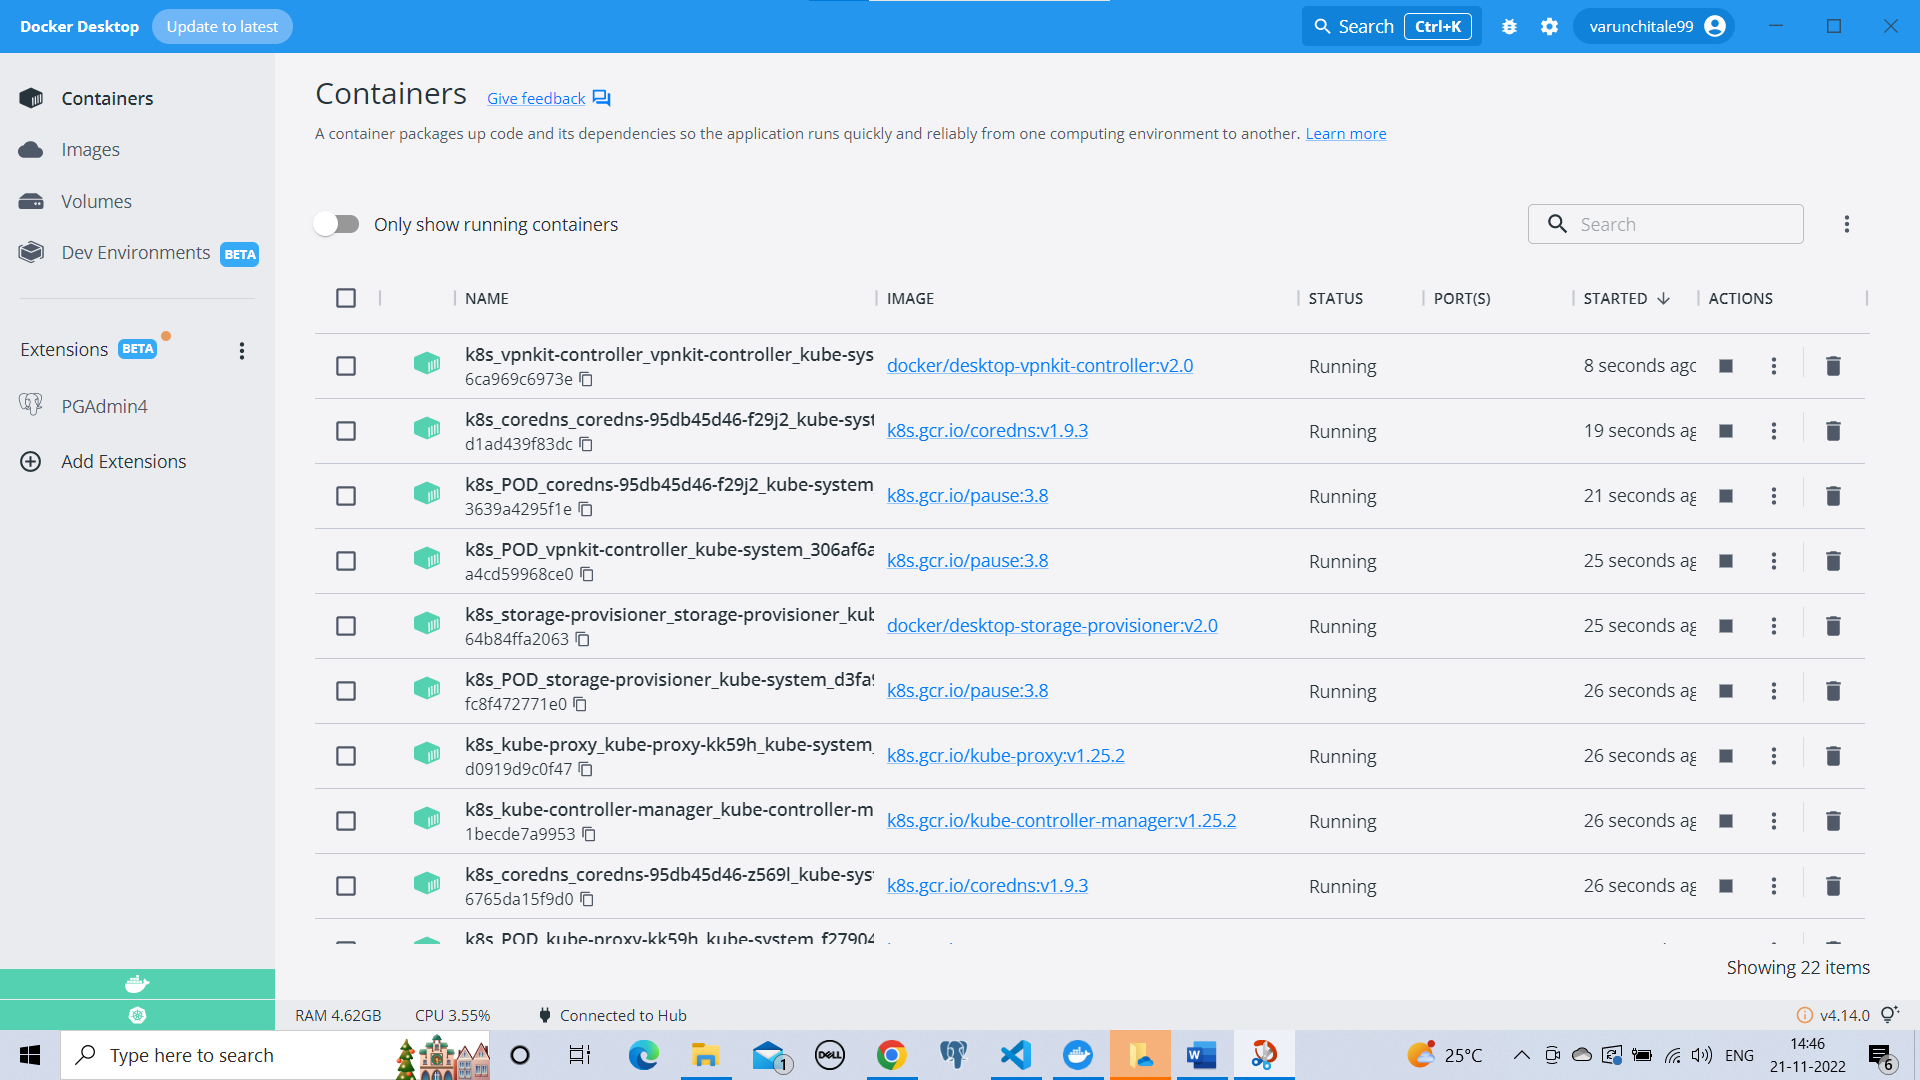 Docker Desktop Update to latest Search Ctrl+K varunchitale99
Containers
Images
Volumes
Dev Environments BETA
Extensions BETA
PGAdmin4
Add Extensions
Containers Give feedback
A container packages up code and its dependencies so the application runs quickly and reliably from one computing environment to another. Learn more
Only show running containers Search
NAME IMAGE STATUS PORT(S) STARTED ACTIONS
k8s_vpnkit-controller_vpnkit-controller_kube-sys
6ca969c6973e
docker/desktop-vpnkit-controller:v2.0 Running 8 seconds ago
k8s_coredns_coredns-95db45d46-f29j2_kube-syst
d1ad439f83dc
k8s.gcr.io/coredns:v1.9.3 Running 19 seconds ag
k8s_POD_coredns-95db45d46-f29j2_kube-system
3639a4295f1e
k8s.gcr.io/pause:3.8 Running 21 seconds ag
k8s_POD_vpnkit-controller_kube-system_306af6a
a4cd59968ce0
k8s.gcr.io/pause:3.8 Running 25 seconds ag
k8s_storage-provisioner_storage-provisioner_kub
64b84ffa2063
docker/desktop-storage-provisioner:v2.0 Running 25 seconds ag
k8s_POD_storage-provisioner_kube-system_d3fa9
fc8f472771e0
k8s.gcr.io/pause:3.8 Running 26 seconds ag
k8s_kube-proxy_kube-proxy-kk59h_kube-system_
d0919d9c0f47
k8s.gcr.io/kube-proxy:v1.25.2 Running 26 seconds ag
k8s_kube-controller-manager_kube-controller-m
1becde7a9953
k8s.gcr.io/kube-controller-manager:v1.25.2 Running 26 seconds ag
k8s_coredns_coredns-95db45d46-z569l_kube-sys
6765da15f9d0
k8s.gcr.io/coredns:v1.9.3 Running 26 seconds ag
k8s_POD_kube-proxy-kk59h_kube-system_f27904
Showing 22 items
RAM 4.62GB CPU 3.55% Connected to Hub v4.14.0
Type here to search DELL 1 25°C ENG 14:46
21-11-2022 6